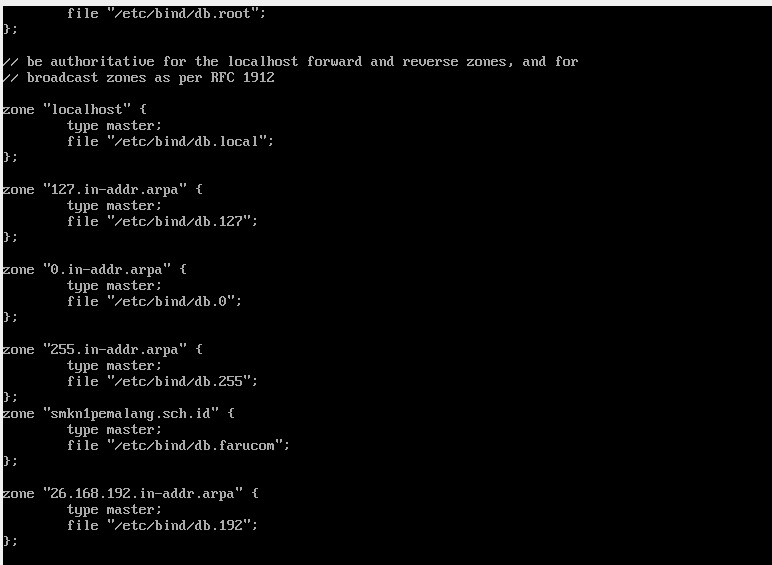 file "/etc/bind/db.root";
};
// be authoritative for the localhost forward and reverse zones, and for
// broadcast zones as per RFC 1912
zone "localhost" {
type master;
file "/etc/bind/db.local";
};
zone "127.in-addr.arpa" {
type master;
file "/etc/bind/db.127";
};
zone "0.in-addr.arpa" {
type master;
file "/etc/bind/db.0";
};
zone "255.in-addr.arpa" {
type master;
file "/etc/bind/db.255";
};
zone "smkn1pemalang.sch.id" {
type master;
file "/etc/bind/db.farucom";
};
zone "26.168.192.in-addr.arpa" {
type master;
file "/etc/bind/db.192";
};